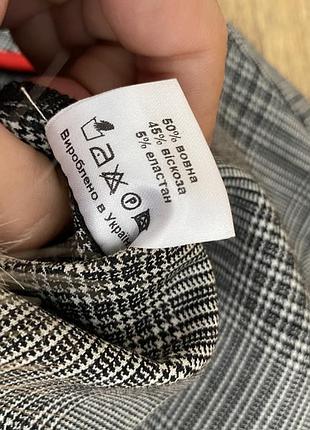 50% вовна
45% віскоза
5% еластан
P
Вироблено в Україні